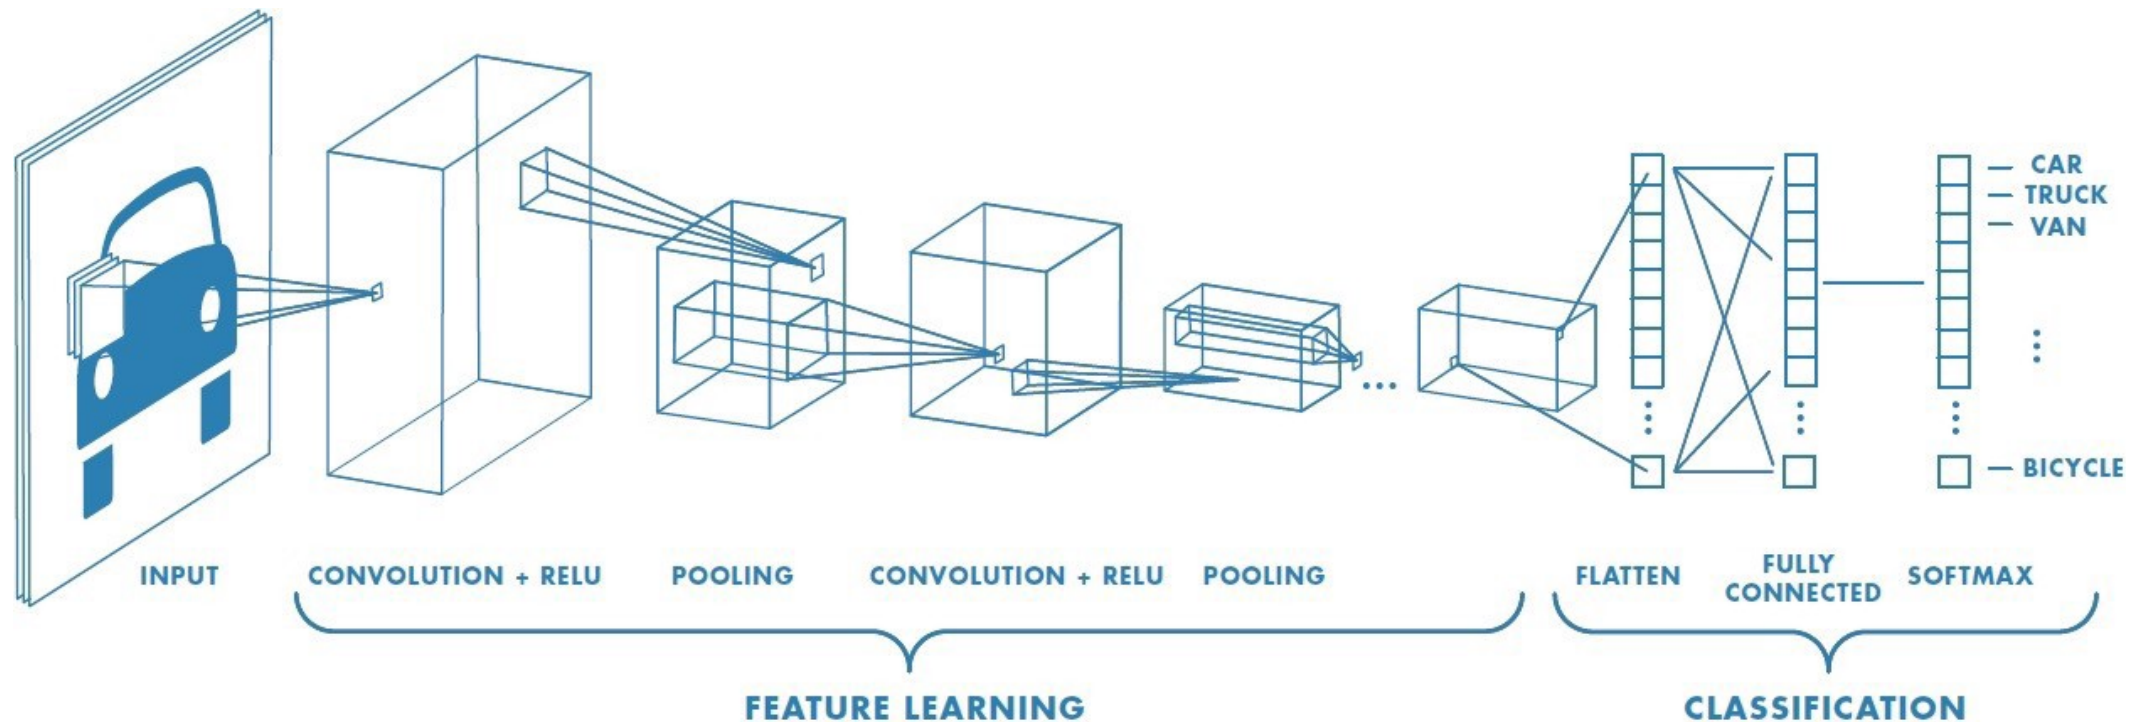 CAR
TRUCK
VAN
BICYCLE
INPUT
CONVOLUTION + RELU
POOLING
CONVOLUTION + RELU
POOLING
FLATTEN
FULLY
CONNECTED
SOFTMAX
FEATURE LEARNING
CLASSIFICATION